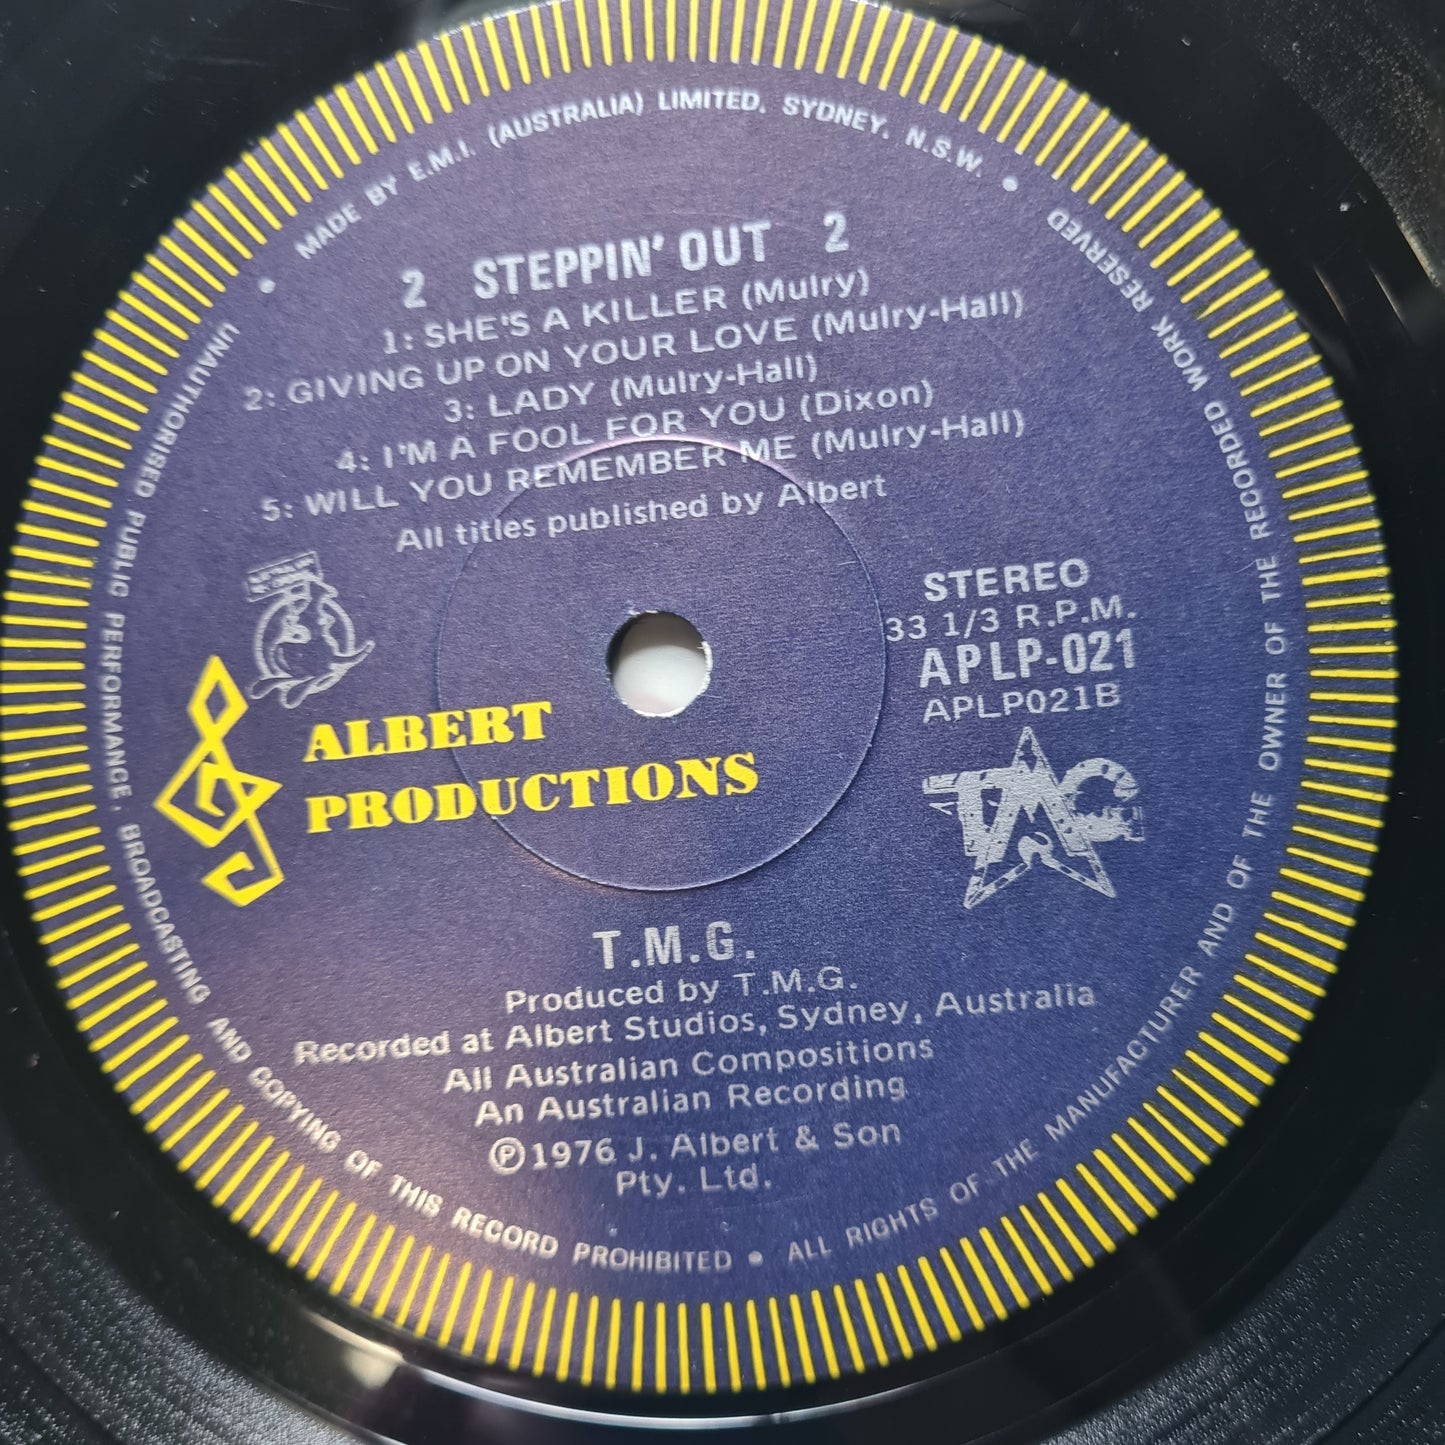 MADE BY E.M.I. (AUSTRALIA) LIMITED. SYDNEY. N.S.W. •
2 STEPPIN' OUT 2
1: SHE'S A KILLER (Mulry)
2: GIVING UP ON YOUR LOVE (Mulry-Hall)
3: LADY (Mulry-Hall)
4: I'M A FOOL FOR YOU (Dixon)
5: WILL YOU REMEMBER ME (Mulry-Hall)
All titles published by Albert
STEREO
33 1/3 R.P.M.
APLP-021
APLP021B
ALBERT
PRODUCTIONS
TMG
T.M.G.
Produced by T.M.G.
Recorded at Albert Studios, Sydney, Australia
All Australian Compositions
An Australian Recording
Ⓟ1976 J. Albert & Son
Pty. Ltd.
• UNAUTHORISED PUBLIC PERFORMANCE. BROADCASTING AND COPYING OF THIS RECORD PROHIBITED • ALL RIGHTS OF THE MANUFACTURER AND OF THE OWNER OF THE RECORDED WORK RESERVED